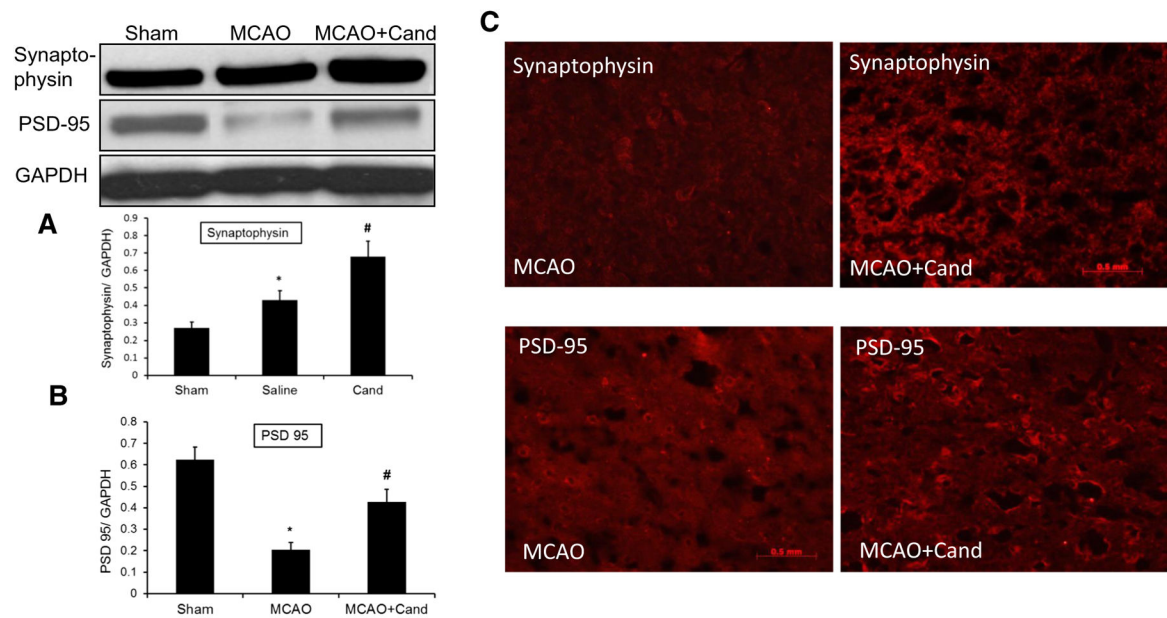 Sham MCAO MCAO+Cand
Synapto-
physin
PSD-95
GAPDH
A
Synaptophysin
Synaptophysin/ GAPDH)
0.9
0.8
0.7
0.6
0.5
0.4
0.3
0.2
0.1
0
*
#
Sham Saline Cand
B
PSD 95
PSD 95/ GAPDH
0.8
0.7
0.6
0.5
0.4
0.3
0.2
0.1
0
*
#
Sham MCAO MCAO+Cand
C
Synaptophysin
MCAO
Synaptophysin
MCAO+Cand
0.5 mm
PSD-95
MCAO
0.5 mm
PSD-95
MCAO+Cand